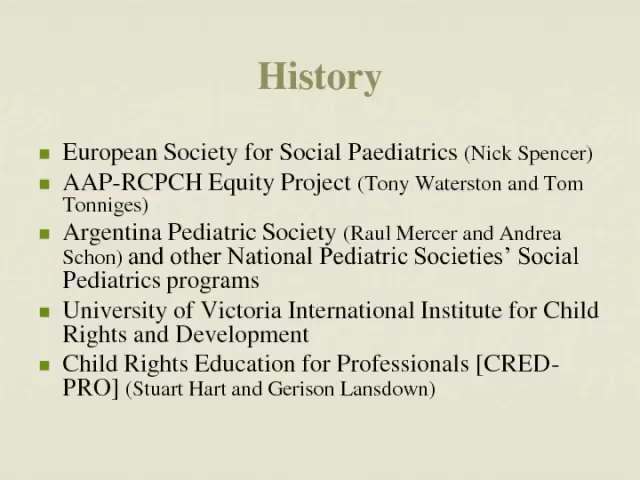 History
European Society for Social Paediatrics (Nick Spencer)
AAP-RCPCH Equity Project (Tony Waterston and Tom
Tonniges)
Argentina Pediatric Society (Raul Mercer and Andrea
Schon) and other National Pediatric Societies’ Social
Pediatrics programs
University of Victoria International Institute for Child
Rights and Development
Child Rights Education for Professionals [CRED-
PRO] (Stuart Hart and Gerison Lansdown)